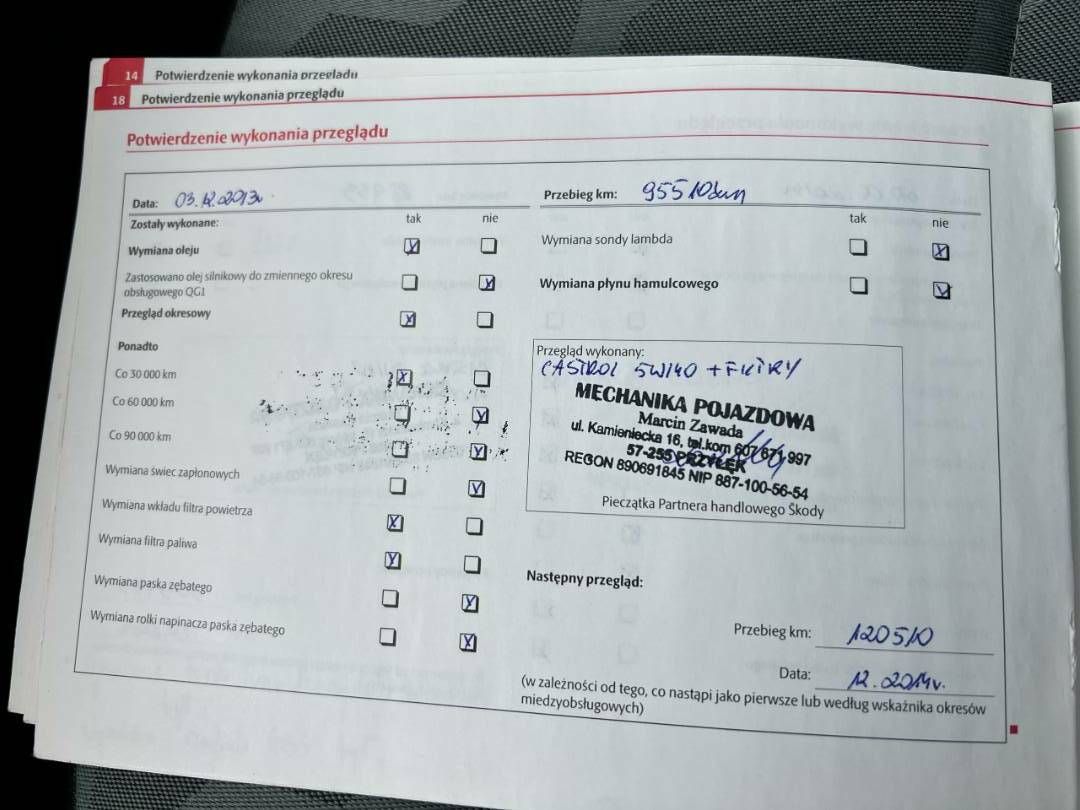 14 Potwierdzenie wykonania przeglądu
18 Potwierdzenie wykonania przeglądu
Potwierdzenie wykonania przeglądu
Data: 03.12.2013r.
Zostały wykonane: tak nie
Wymiana oleju
Zastosowano olej silnikowy do zmiennego okresu
obsługowego QG1
Przegląd okresowy
Ponadto
Co 30 000 km
Co 60 000 km
Co 90 000 km
Wymiana świec zapłonowych
Wymiana wkładu filtra powietrza
Wymiana filtra paliwa
Wymiana paska zębatego
Wymiana rolki napinacza paska zębatego
Przebieg km: 95510km
tak nie
Wymiana sondy lambda
Wymiana płynu hamulcowego
Przegląd wykonany:
CASTROL 5W40 + FILTRY
MECHANIKA POJAZDOWA
Marcin Zawada
ul. Kamieniecka 16, tel.kom 607 671 997
57-255 PRZYŁĘK
REGON 890691845 NIP 887-100-56-54
Pieczątka Partnera handlowego Škody
Następny przegląd:
Przebieg km: 120510
Data: 12.2014r.
(w zależności od tego, co nastąpi jako pierwsze lub według wskaźnika okresów
miedzyobsługowych)